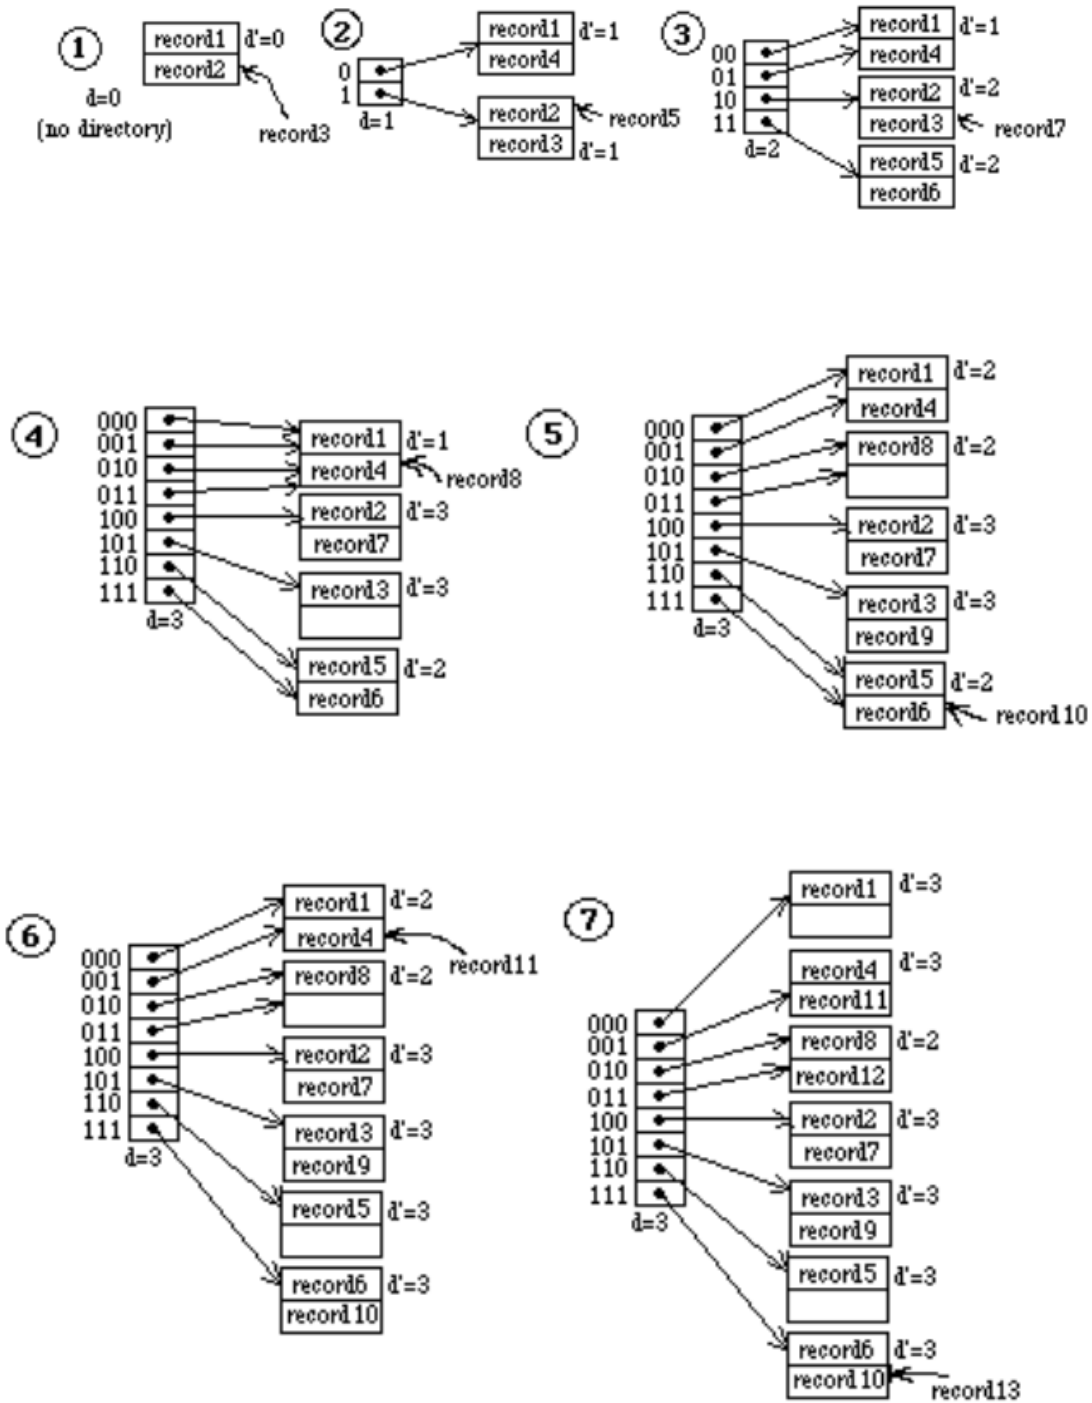 1
record1 d'=0
record2
d=0
(no directory)
record3
2
0
1
d=1
record1 d'=1
record4
record2
record3 d'=1
record5
3
00
01
10
11
d=2
record1 d'=1
record4
record2 d'=2
record3
record7
record5 d'=2
record6
4
000
001
010
011
100
101
110
111
d=3
record1 d'=1
record4
record8
record2 d'=3
record7
record3 d'=3
record5 d'=2
record6
5
000
001
010
011
100
101
110
111
d=3
record1 d'=2
record4
record8 d'=2
record2 d'=3
record7
record3 d'=3
record9
record5 d'=2
record6
record10
6
000
001
010
011
100
101
110
111
d=3
record1 d'=2
record4
record11
record8 d'=2
record2 d'=3
record7
record3 d'=3
record9
record5 d'=3
record6 d'=3
record10
7
000
001
010
011
100
101
110
111
d=3
record1 d'=3
record4 d'=3
record11
record8 d'=2
record12
record2 d'=3
record7
record3 d'=3
record9
record5 d'=3
record6 d'=3
record10
record13